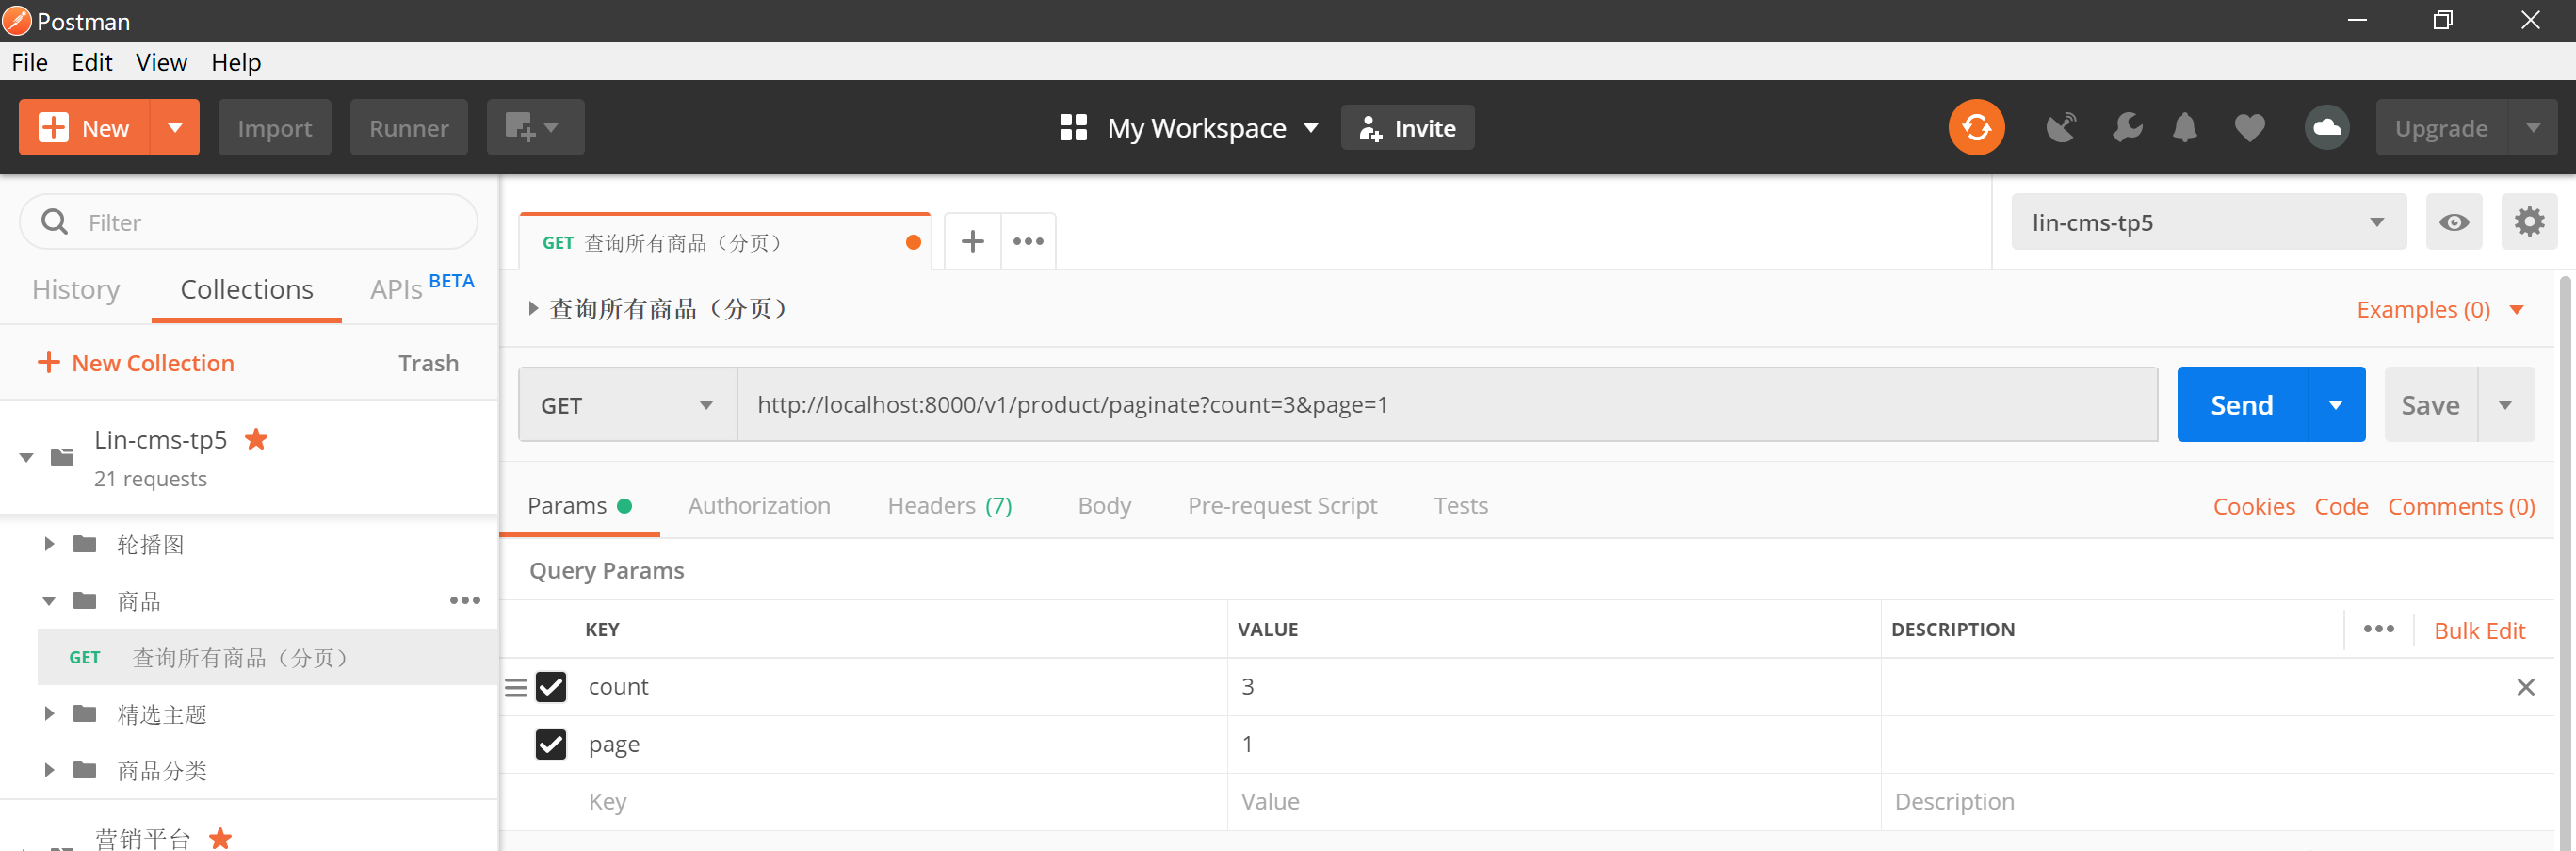 Postman
File Edit View Help
New Import Runner My Workspace Invite Upgrade
Filter
History Collections APIs BETA
New Collection Trash
Lin-cms-tp5
21 requests
轮播图
商品
GET 查询所有商品（分页）
精选主题
商品分类
营销平台
GET 查询所有商品（分页）
lin-cms-tp5
查询所有商品（分页）
Examples (0)
GET http://localhost:8000/v1/product/paginate?count=3&page=1 Send Save
Params Authorization Headers (7) Body Pre-request Script Tests Cookies Code Comments (0)
Query Params
KEY VALUE DESCRIPTION Bulk Edit
count 3
page 1
Key Value Description